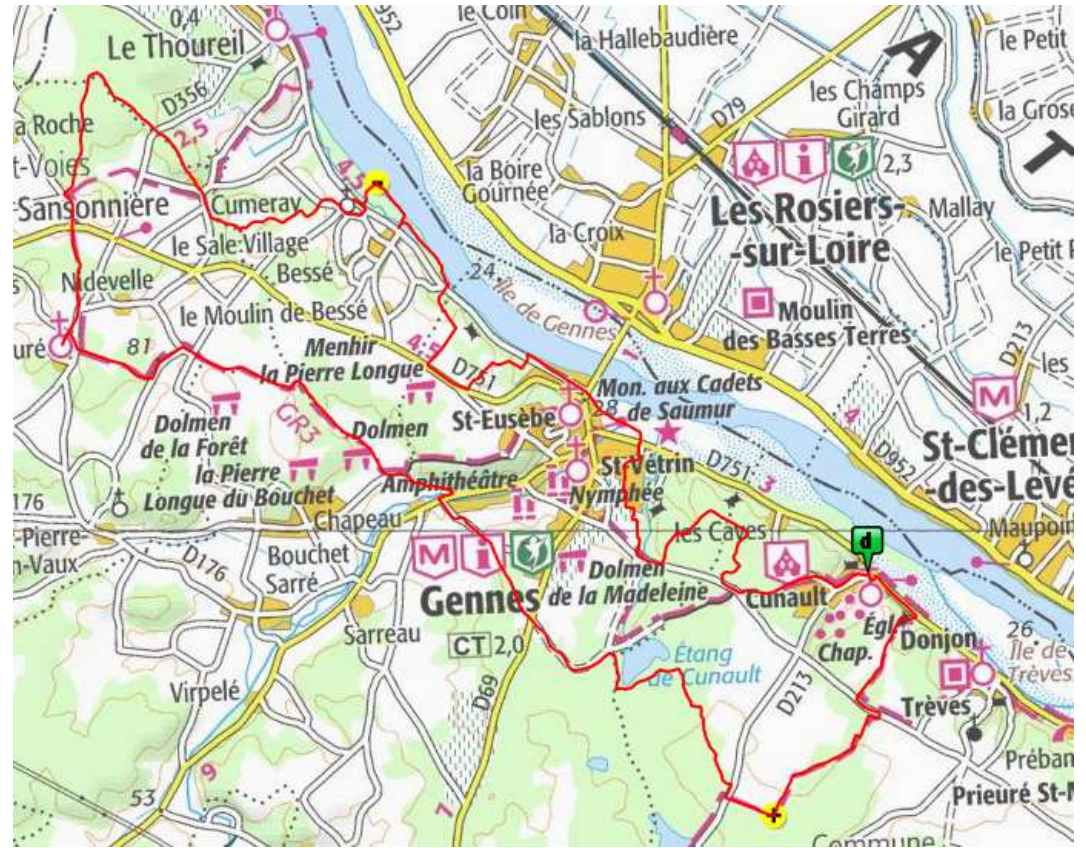 le Coin
0,4
Le Thoureil
D952
la Hallebaudière
A
le Petit
D356
la Roche
t-Voies
2,5
les Sablons
D79
les Champs
Girard
la Grose
T
4,5
la Boire
Gournée
i
2,3
Sansonnière
Cumeray
le Sale Village
la Croix
Les Rosiers-
-sur-Loire
Mallay
le Petit P
Nidevelle
Bessé
24
Île de Gennes
le Moulin de Bessé
Moulin
des Basses Terres
D213
les
uré
81
Menhir
la Pierre Longue
4,5
D751
Mon. aux Cadets
de Saumur
28
M
1,2
Dolmen
de la Forêt
GR3
Dolmen
St-Eusèbe
4
St-Clémen
-des-Levé
la Pierre
Longue du Bouchet
Amphithéâtre
St-Vétrin
Nymphée
D751
3
D952
176
Chapeau
les Caves
d
Maupoin
-Pierre-
n-Vaux
D176
Bouchet
Sarré
M
i
Dolmen
de la Madeleine
Cunault
Gennes
Égl.
Chap.
Donjon
26
Île de
Trèves
Sarreau
CT 2,0
Étang
de Cunault
D213
Trèves
Virpelé
D69
9
7
53
Préban
Prieuré St-M
Commune